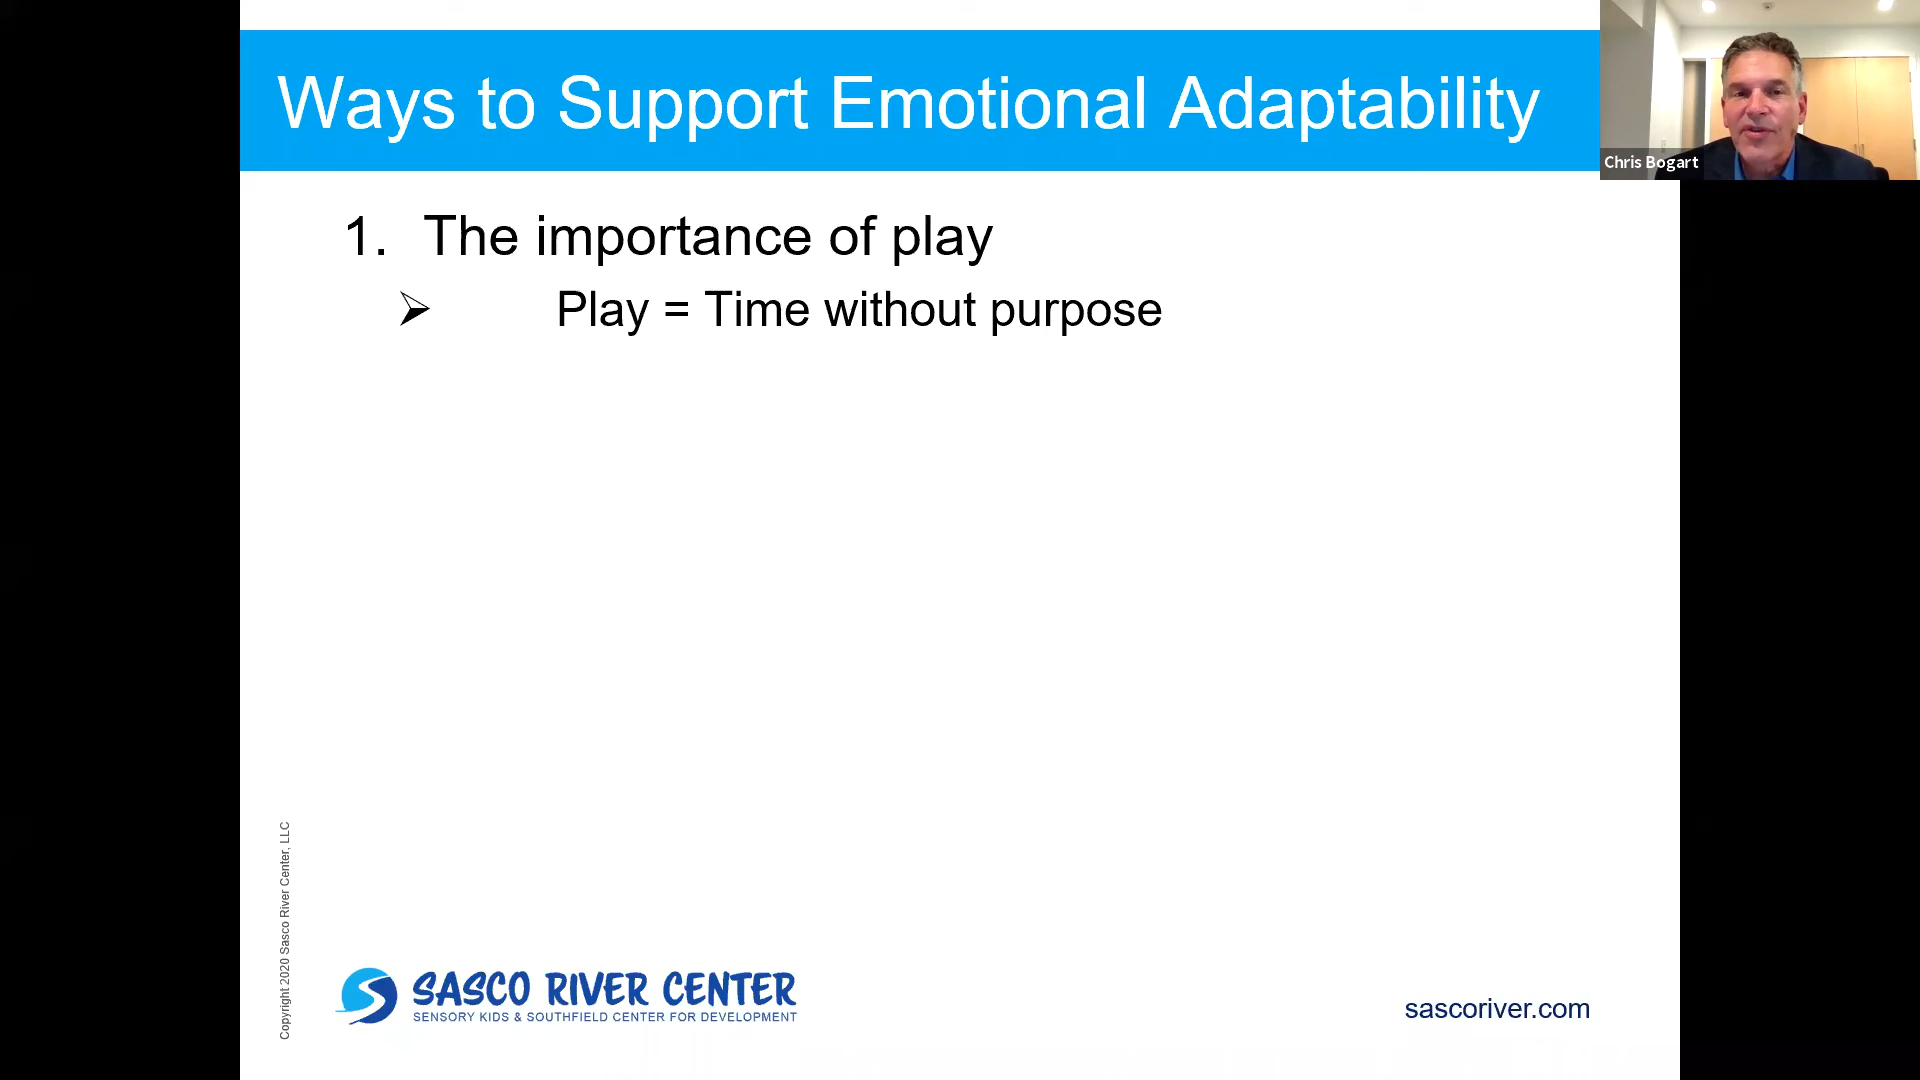 Ways to Support Emotional Adaptability
Chris Bogart
1. The importance of play
➢ Play = Time without purpose
Copyright 2020 Sasco River Center, LLC
SASCO RIVER CENTER
SENSORY KIDS & SOUTHFIELD CENTER FOR DEVELOPMENT
sascoriver.com